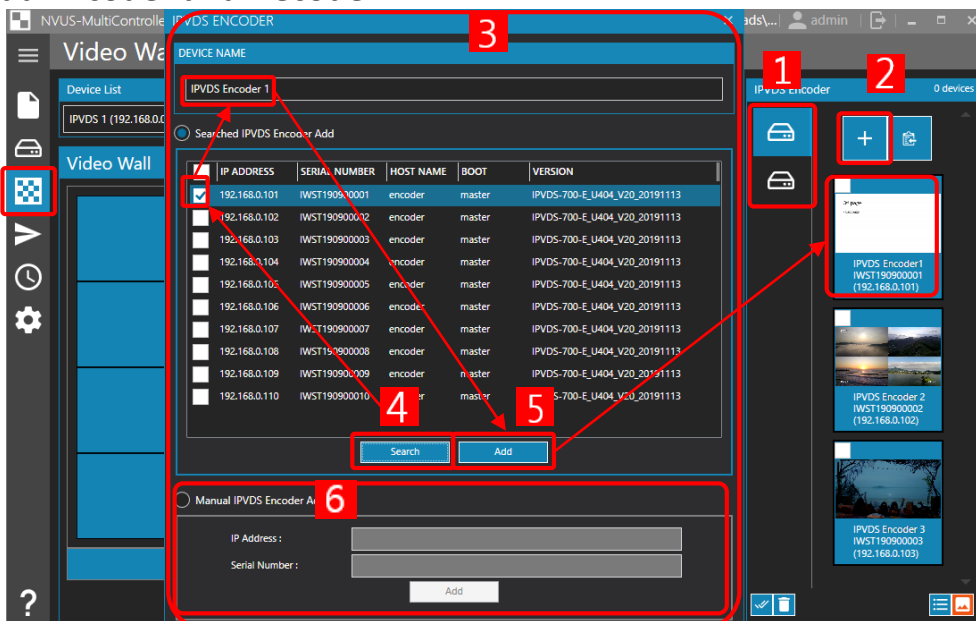 NVUS-MultiControlle
IPVDS ENCODER
ads\...
admin
Video Wa
3
DEVICE NAME
1
2
Device List
IPVDS Encoder 1
IPVDS Encoder
0 devices
IPVDS 1 (192.168.0.0
Searched IPVDS Encoder Add
Video Wall
IP ADDRESS SERIAL NUMBER HOST NAME BOOT VERSION
192.168.0.101 IWST190900001 encoder master IPVDS-700-E_U404_V20_20191113
192.168.0.102 IWST190900002 encoder master IPVDS-700-E_U404_V20_20191113
192.168.0.103 IWST190900003 encoder master IPVDS-700-E_U404_V20_20191113
192.168.0.104 IWST190900004 encoder master IPVDS-700-E_U404_V20_20191113
192.168.0.105 IWST190900005 encoder master IPVDS-700-E_U404_V20_20191113
192.168.0.106 IWST190900006 encoder master IPVDS-700-E_U404_V20_20191113
192.168.0.107 IWST190900007 encoder master IPVDS-700-E_U404_V20_20191113
192.168.0.108 IWST190900008 encoder master IPVDS-700-E_U404_V20_20191113
192.168.0.109 IWST190900009 encoder master IPVDS-700-E_U404_V20_20191113
192.168.0.110 IWST190900010 er master S-700-E_U404_V20_20191113
4
5
Search
Add
IPVDS Encoder1
IWST190900001
(192.168.0.101)
IPVDS Encoder 2
IWST190900002
(192.168.0.102)
IPVDS Encoder 3
IWST190900003
(192.168.0.103)
Manual IPVDS Encoder A
6
IP Address :
Serial Number :
Add
?